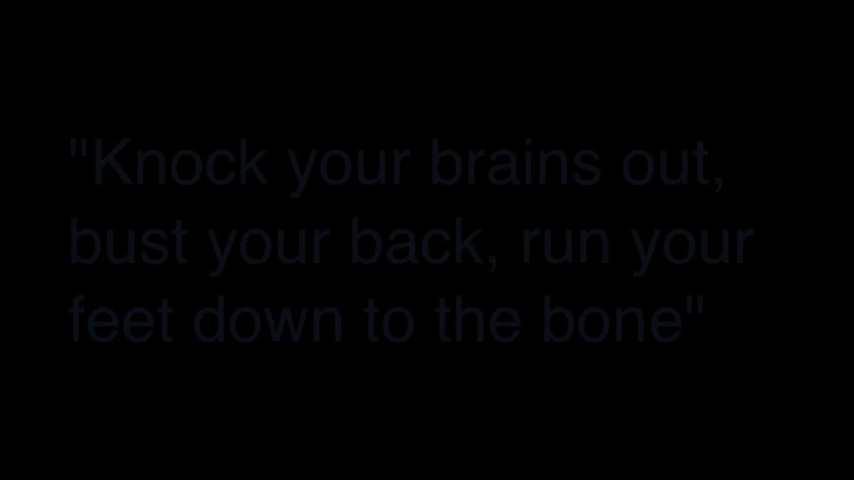 "Knock your brains out,
bust your back, run your
feet down to the bone"